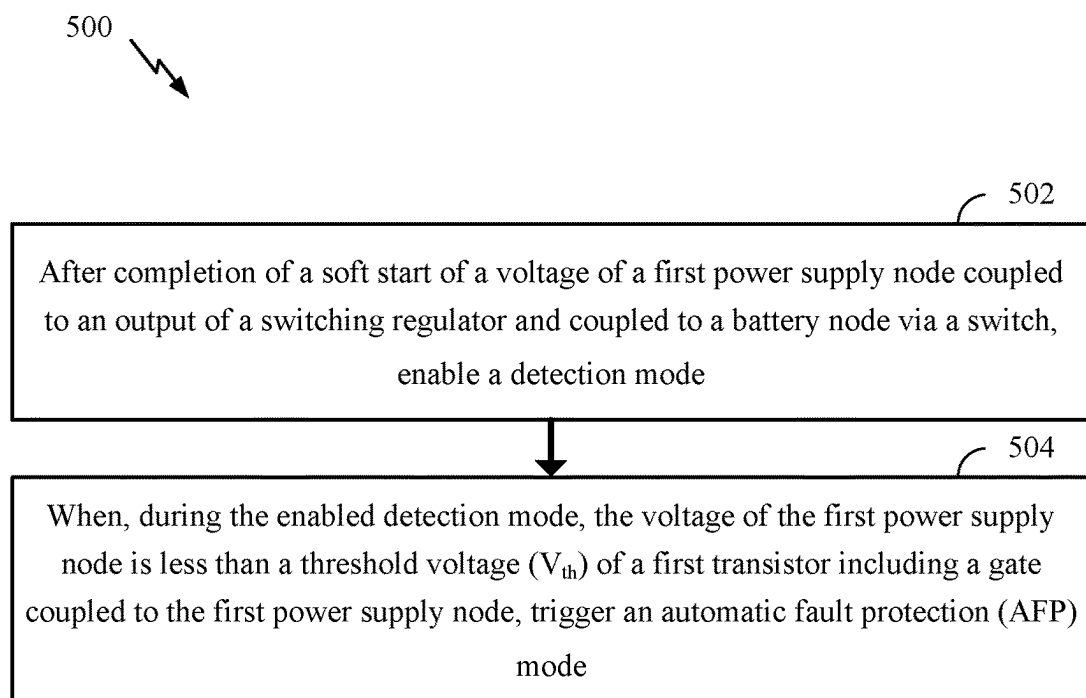 500
502
After completion of a soft start of a voltage of a first power supply node coupled
to an output of a switching regulator and coupled to a battery node via a switch,
enable a detection mode
504
When, during the enabled detection mode, the voltage of the first power supply
node is less than a threshold voltage (Vth) of a first transistor including a gate
coupled to the first power supply node, trigger an automatic fault protection (AFP)
mode